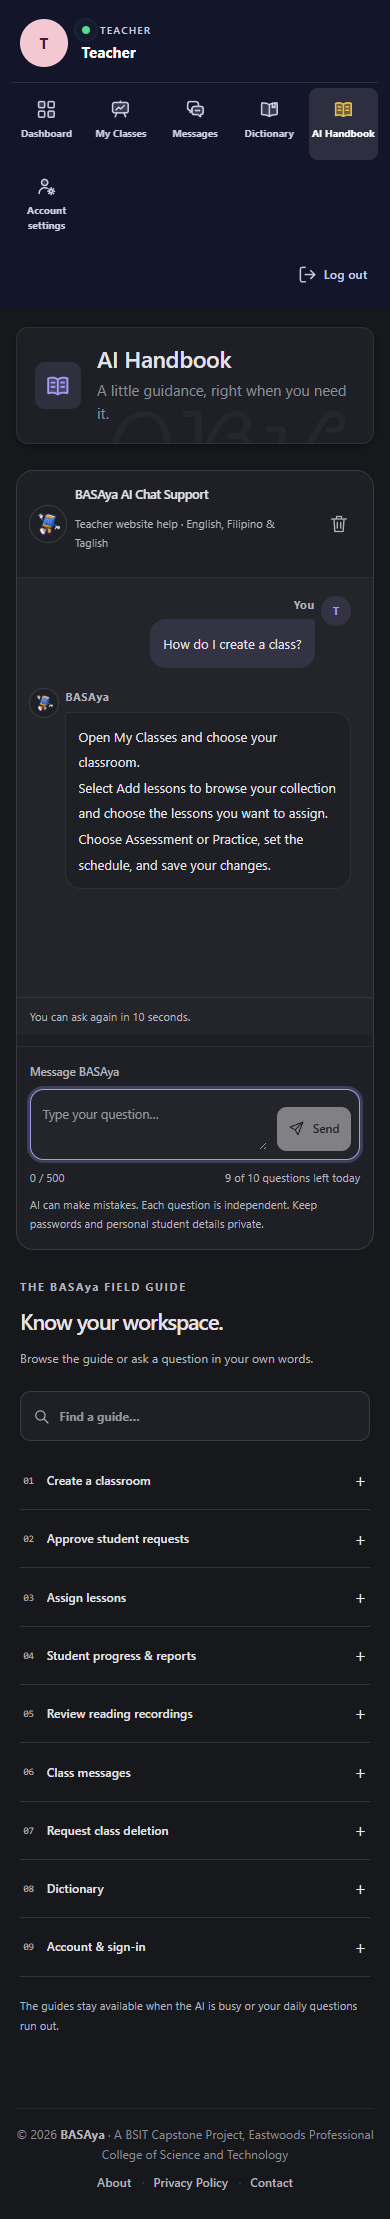 T
TEACHER
Teacher
Dashboard
My Classes
Messages
Dictionary
AI Handbook
Account
settings
Log out
AI Handbook
A little guidance, right when you need
it.
BASAya AI Chat Support
Teacher website help · English, Filipino &
Taglish
You
T
How do I create a class?
BASAya
Open My Classes and choose your
classroom.
Select Add lessons to browse your collection
and choose the lessons you want to assign.
Choose Assessment or Practice, set the
schedule, and save your changes.
You can ask again in 10 seconds.
Message BASAya
Type your question...
Send
0 / 500
9 of 10 questions left today
AI can make mistakes. Each question is independent. Keep
passwords and personal student details private.
THE BASAya FIELD GUIDE
Know your workspace.
Browse the guide or ask a question in your own words.
Find a guide...
01 Create a classroom +
02 Approve student requests +
03 Assign lessons +
04 Student progress & reports +
05 Review reading recordings +
06 Class messages +
07 Request class deletion +
08 Dictionary +
09 Account & sign-in +
The guides stay available when the AI is busy or your daily questions
run out.
© 2026 BASAya · A BSIT Capstone Project, Eastwoods Professional
College of Science and Technology
About · Privacy Policy · Contact